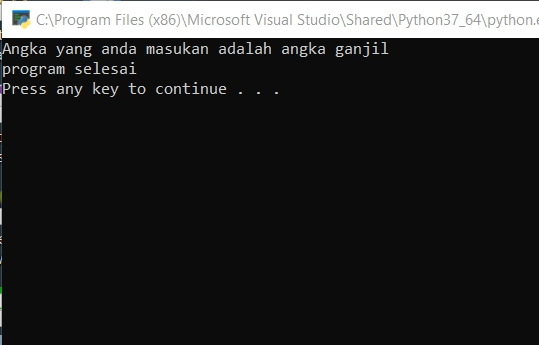 C:\Program Files (x86)\Microsoft Visual Studio\Shared\Python37_64\python.e
Angka yang anda masukan adalah angka ganjil
program selesai
Press any key to continue . . .